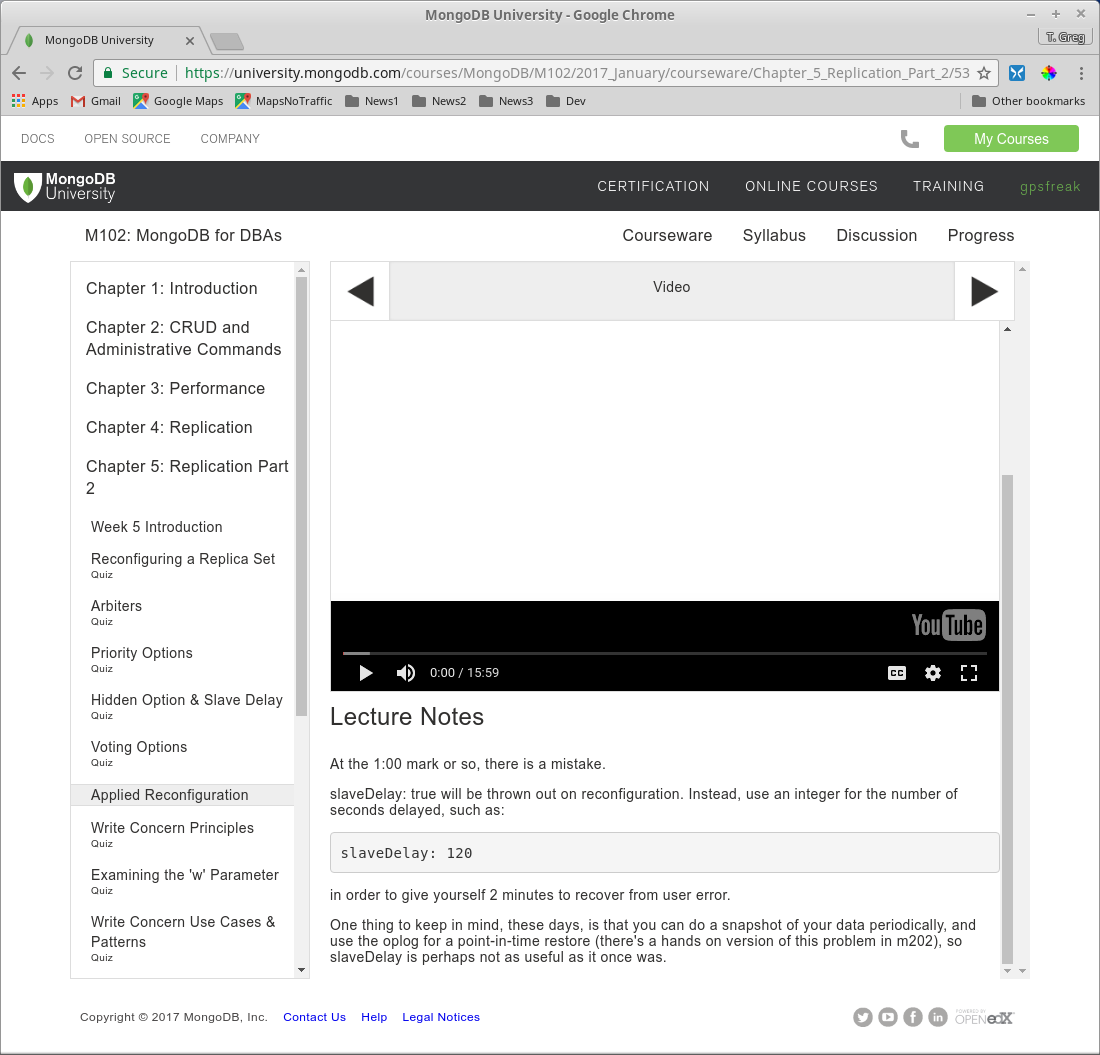 MongoDB University - Google Chrome
MongoDB University
T. Greg
Secure https://university.mongodb.com/courses/MongoDB/M102/2017_January/courseware/Chapter_5_Replication_Part_2/53
Apps Gmail Google Maps MapsNoTraffic News1 News2 News3 Dev Other bookmarks
DOCS OPEN SOURCE COMPANY My Courses
MongoDB
University
CERTIFICATION ONLINE COURSES TRAINING gpsfreak
M102: MongoDB for DBAs Courseware Syllabus Discussion Progress
Chapter 1: Introduction
Chapter 2: CRUD and
Administrative Commands
Chapter 3: Performance
Chapter 4: Replication
Chapter 5: Replication Part
2
Week 5 Introduction
Reconfiguring a Replica Set
Quiz
Arbiters
Quiz
Priority Options
Quiz
Hidden Option & Slave Delay
Quiz
Voting Options
Quiz
Applied Reconfiguration
Write Concern Principles
Quiz
Examining the 'w' Parameter
Quiz
Write Concern Use Cases &
Patterns
Quiz
Video
YouTube
0:00 / 15:59
CC
Lecture Notes
At the 1:00 mark or so, there is a mistake.
slaveDelay: true will be thrown out on reconfiguration. Instead, use an integer for the number of
seconds delayed, such as:
slaveDelay: 120
in order to give yourself 2 minutes to recover from user error.
One thing to keep in mind, these days, is that you can do a snapshot of your data periodically, and
use the oplog for a point-in-time restore (there's a hands on version of this problem in m202), so
slaveDelay is perhaps not as useful as it once was.
Copyright © 2017 MongoDB, Inc. Contact Us Help Legal Notices
POWERED BY
OPEN edX